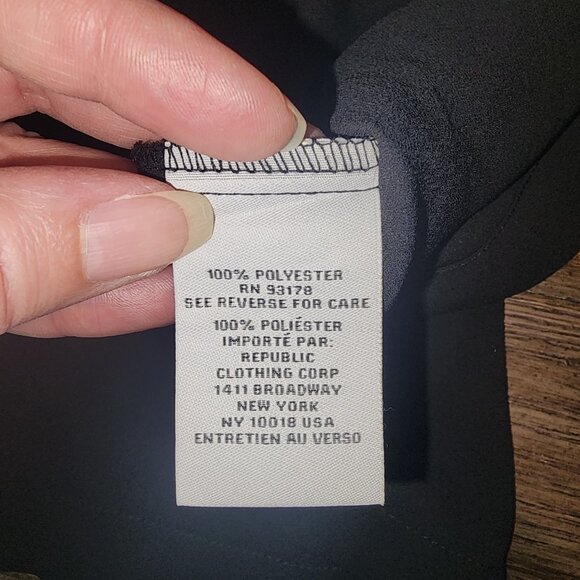 100% POLYESTER
RN 93178
SEE REVERSE FOR CARE
100% POLIÉSTER
IMPORTÉ PAR:
REPUBLIC
CLOTHING CORP
1411 BROADWAY
NEW YORK
NY 10018 USA
ENTRETIEN AU VERSO